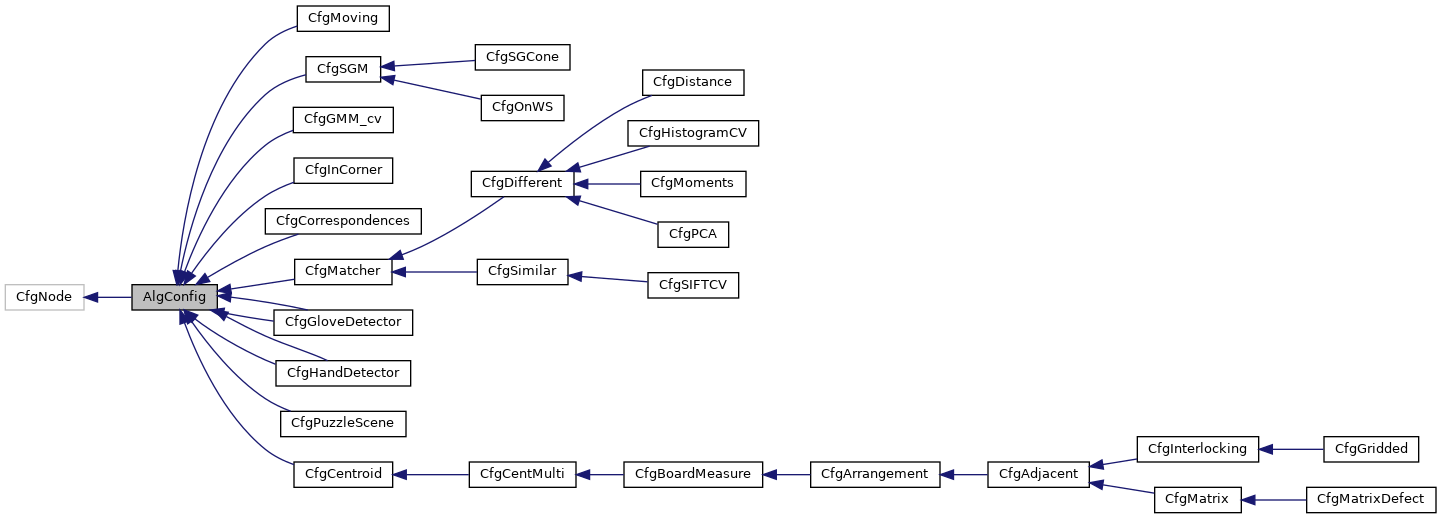 CfgMoving
CfgSGM
CfgSGCone
CfgOnWS
CfgGMM_cv
CfgInCorner
CfgCorrespondences
CfgMatcher
CfgDifferent
CfgDistance
CfgHistogramCV
CfgMoments
CfgPCA
CfgSimilar
CfgSIFTCV
CfgNode
AlgConfig
CfgGloveDetector
CfgHandDetector
CfgPuzzleScene
CfgCentroid
CfgCentMulti
CfgBoardMeasure
CfgArrangement
CfgAdjacent
CfgInterlocking
CfgGridded
CfgMatrix
CfgMatrixDefect